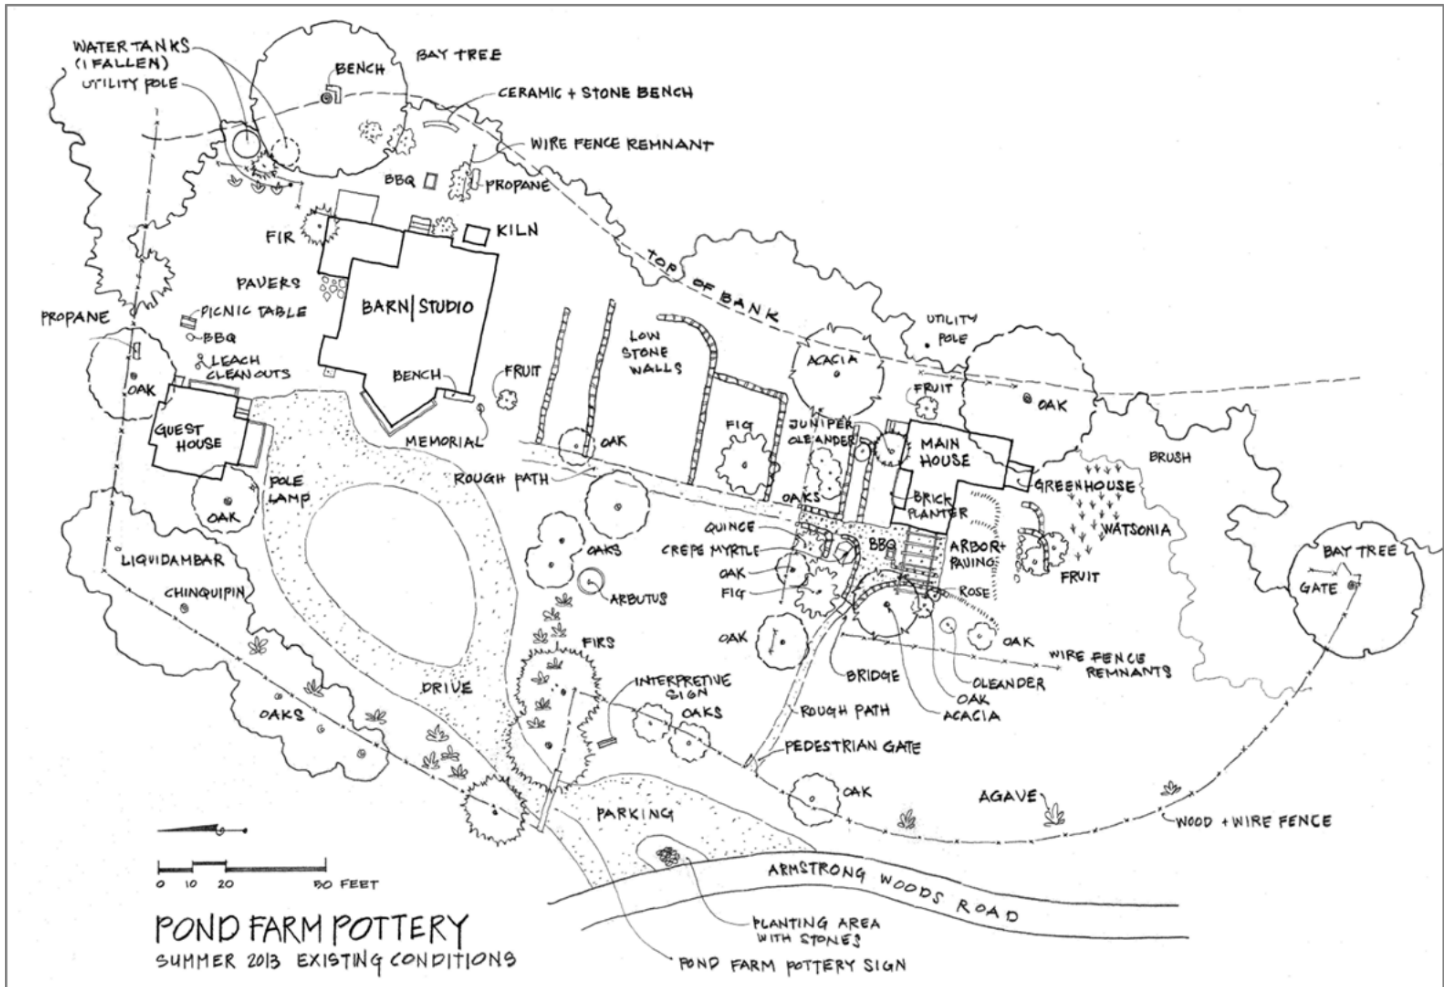 WATER TANKS
(1 FALLEN)
UTILITY POLE
BENCH
BAY TREE
CERAMIC + STONE BENCH
WIRE FENCE REMNANT
BBQ
PROPANE
FIR
KILN
PAVERS
BARN/STUDIO
PROPANE
PICNIC TABLE
BBQ
LEACH
CLEANOUTS
OAK
GUEST
HOUSE
BENCH
MEMORIAL
FRUIT
LOW
STONE
WALLS
TOP OF BANK
UTILITY
POLE
ACACIA
FRUIT
OAK
OAK
FIG
JUNIPER
OLEANDER
MAIN
HOUSE
GREENHOUSE
BRUSH
POLE
LAMP
OAK
ROUGH PATH
OAKS
BRICK
PLANTER
WATSONIA
QUINCE
CREPE MYRTLE
OAK
FIG
BBQ
ARBOR +
PAVING
FRUIT
ROSE
BAY TREE
GATE
LIQUIDAMBAR
CHINQUIPIN
OAKS
ARBUTUS
OAK
OAK
WIRE FENCE
REMNANTS
FIRS
INTERPRETIVE
SIGN
OAKS
BRIDGE
OLEANDER
OAK
ACACIA
DRIVE
OAKS
ROUGH PATH
PEDESTRIAN GATE
OAK
AGAVE
WOOD + WIRE FENCE
PARKING
ARMSTRONG WOODS ROAD
0 10 20 50 FEET
PLANTING AREA
WITH STONES
POND FARM POTTERY SIGN
POND FARM POTTERY
SUMMER 2013 EXISTING CONDITIONS